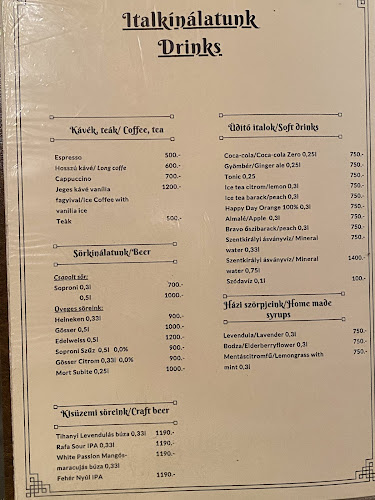 Italkínálatunk
Drinks
Kávék, teák/ Coffee, tea
Espresso 500.-
Hosszú kávé/ Long coffe 600.-
Cappuccino 700.-
Jeges kávé vanília 1200.-
fagyival/Ice Coffee with
vanilia ice
Teák 500.-
Sörkínálatunk/Beer
Csapolt sör:
Soproni 0,3l 700.-
0,5l 1000.-
Üveges söreink:
Heineken 0,33l 900.-
Gösser 0,5l 1000.-
Edelweiss 0,5l 1200.-
Soproni Szűz 0,5l 0,0% 900.-
Gösser Citrom 0,33l 0,0% 900.-
Mort Subite 0,25l 1000.-
Kisüzemi söreink/Craft beer
Tihanyi Levendulás búza 0,33l 1190.-
Rafa Sour IPA 0,33l 1190.-
White Passion Mangós- 1190.-
maracujás búza 0,33l
Fehér Nyúl IPA 1190.-
Üdítő italok/Soft drinks
Coca-cola/Coca-cola Zero 0,25l 750.-
Gyömbér/Ginger ale 0,25l 750.-
Tonic 0,25 750.-
Ice tea citrom/lemon 0,3l 750.-
Ice tea barack/peach 0,3l 750.-
Happy Day Orange 100% 0,3l 750.-
Almalé/Apple 0,3l 750.-
Bravo őszibarack/peach 0,3l 750.-
Szentkirályi ásványvíz/ Mineral 750.-
water 0,33l
Szentkirályi ásványvíz/ Mineral 1400.-
water 0,75l
Szódavíz 0,1l 100.-
Házi szörpjeink/Home made
syrups
Levendula/Lavender 0,3l 750.-
Bodza/Elderberryflower 0,3l 750.-
Mentáscitromfű/Lemongrass with 750.-
mint 0,3l